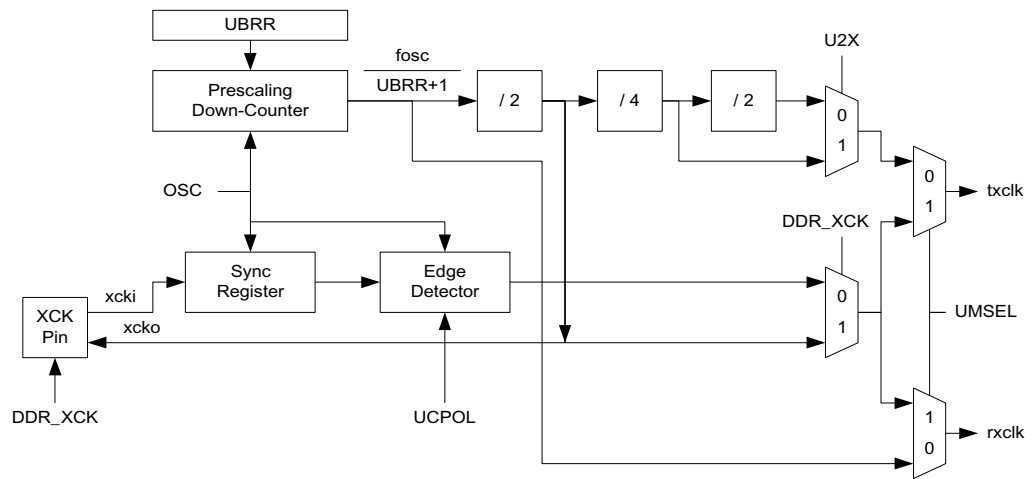 UBRR
fosc
UBRR+1
U2X
Prescaling
Down-Counter
/ 2
/ 4
/ 2
0
1
OSC
0
1
txclk
DDR_XCK
Sync
Register
Edge
Detector
xcki
0
1
UMSEL
XCK
Pin
xcko
DDR_XCK
UCPOL
1
0
rxclk